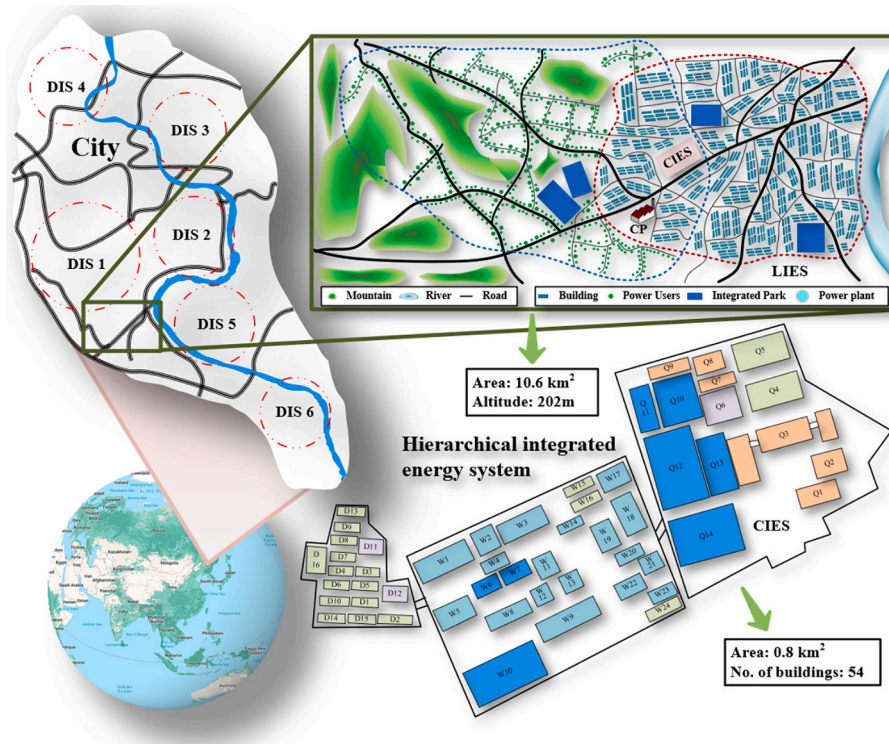 DIS 4
DIS 3
City
DIS 2
DIS 1
DIS 5
DIS 6
CIES
CP
LIES
Mountain
River
Road
Building
Power Users
Integrated Park
Power plant
Area: 10.6 km²
Altitude: 202m
Hierarchical integrated
energy system
Q9
Q8
Q5
Q7
Q
11
Q10
Q6
Q4
Q3
Q12
Q13
Q2
Q1
Q14
CIES
W17
W15
W16
W
18
W3
W2
W14
W
19
W1
W4
W
11
W20
W
21
W6
W7
W
13
W22
W
12
W23
W5
W8
W9
W24
W10
D13
D9
D8
D11
D
16
D7
D4
D3
D6
D5
D12
D10
D1
D14
D15
D2
Area: 0.8 km²
No. of buildings: 54